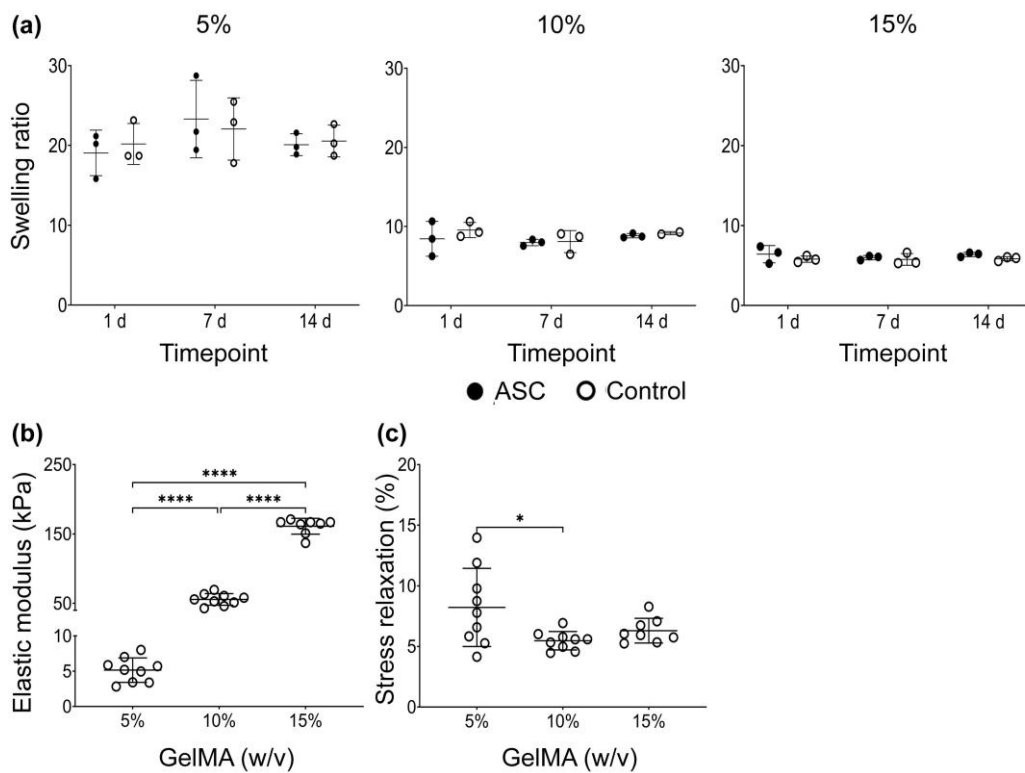 (a) 5% 10% 15%
Swelling ratio
30 30 30
20 20 20
10 10 10
0 0 0
1 d 7 d 14 d 1 d 7 d 14 d 1 d 7 d 14 d
Timepoint Timepoint Timepoint
ASC Control
(b)
Elastic modulus (kPa)
250
****
**** ****
150
50
10
5
0
5% 10% 15%
GelMA (w/v)
(c)
Stress relaxation (%)
20
*
15
10
5
0
5% 10% 15%
GelMA (w/v)